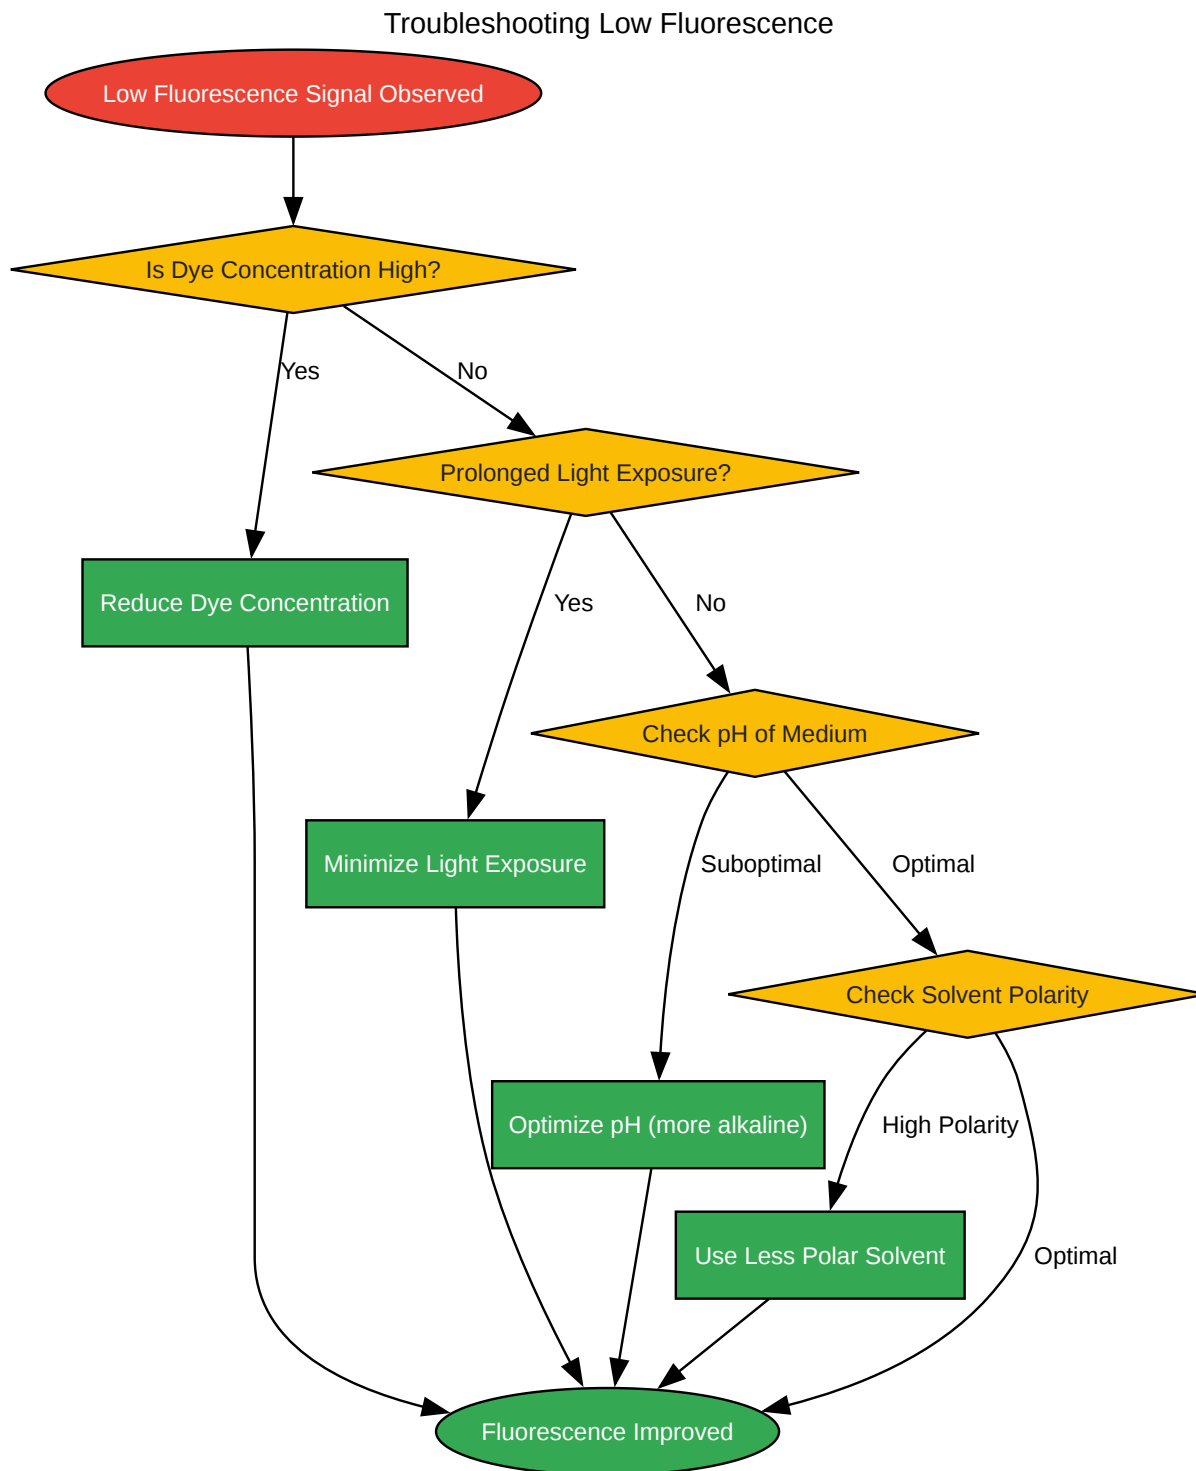 Troubleshooting Low Fluorescence
Low Fluorescence Signal Observed
Is Dye Concentration High?
Yes
No
Prolonged Light Exposure?
Reduce Dye Concentration
Yes
No
Check pH of Medium
Minimize Light Exposure
Suboptimal
Optimal
Check Solvent Polarity
Optimize pH (more alkaline)
High Polarity
Use Less Polar Solvent
Optimal
Fluorescence Improved